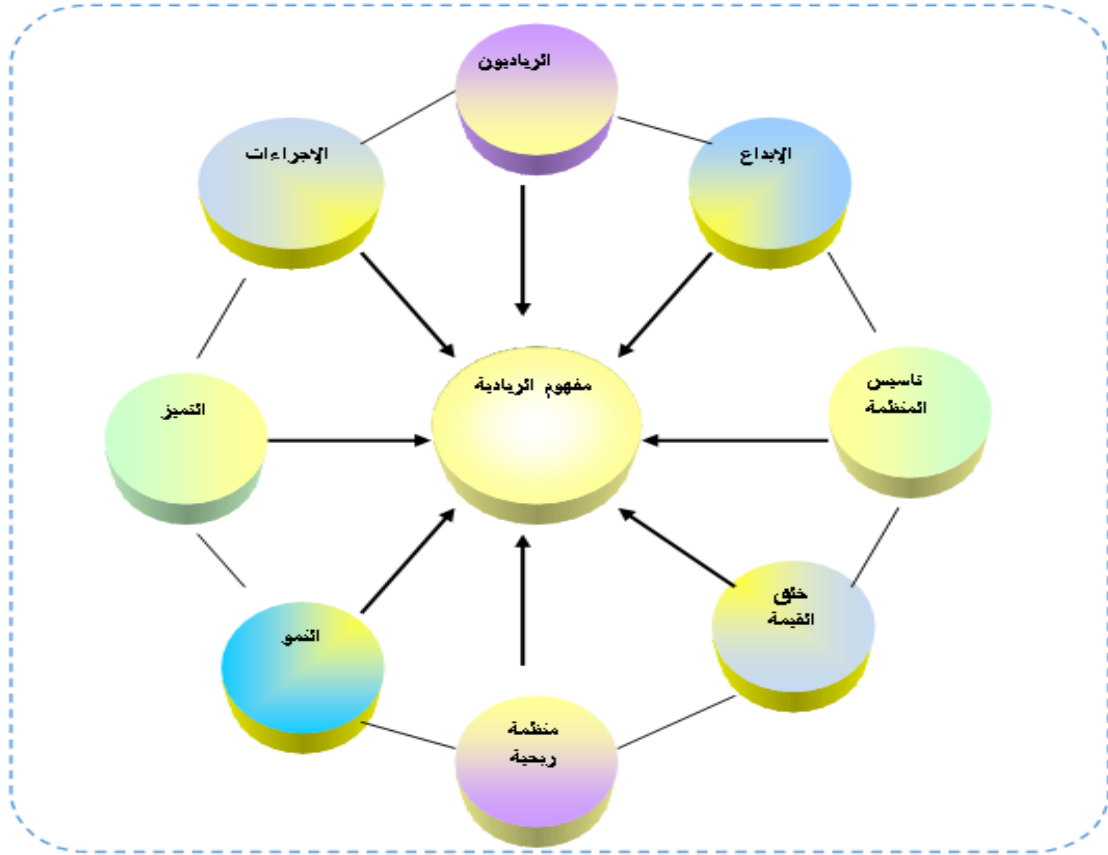 الرياديون
الإبداع
الإجراءات
تاسيس
المنظمة
مفهوم الريادية
التميز
خلق
القيمة
النمو
منظمة
ربحية